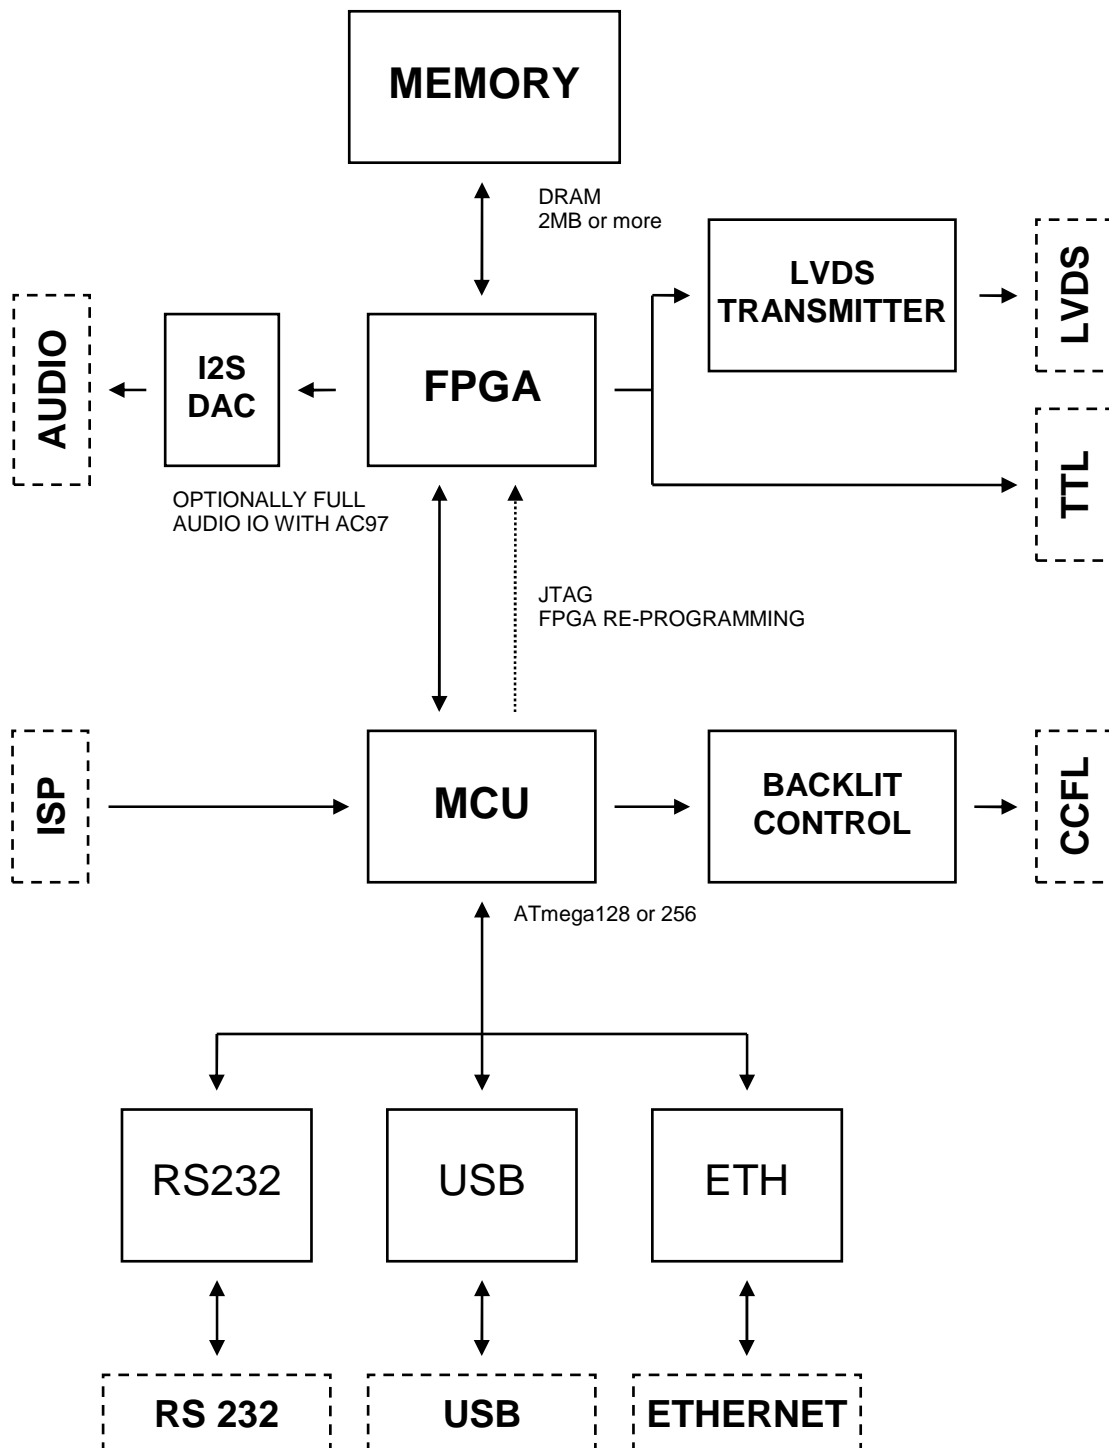 MEMORY
DRAM
2MB or more
LVDS
TRANSMITTER
LVDS
AUDIO
I2S
DAC
FPGA
TTL
OPTIONALLY FULL
AUDIO IO WITH AC97
JTAG
FPGA RE-PROGRAMMING
ISP
MCU
BACKLIT
CONTROL
CCFL
ATmega128 or 256
RS232
USB
ETH
RS 232
USB
ETHERNET